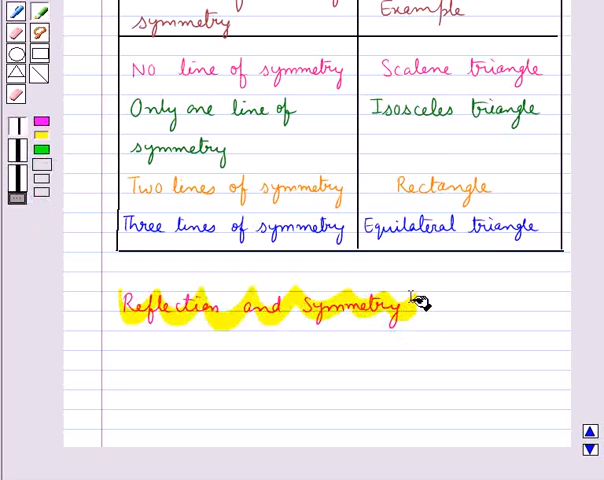 symmetry Example
No line of symmetry Scalene triangle
Only one line of Isosceles triangle
symmetry
Two lines of symmetry Rectangle
Three lines of symmetry Equilateral triangle
Reflection and Symmetry